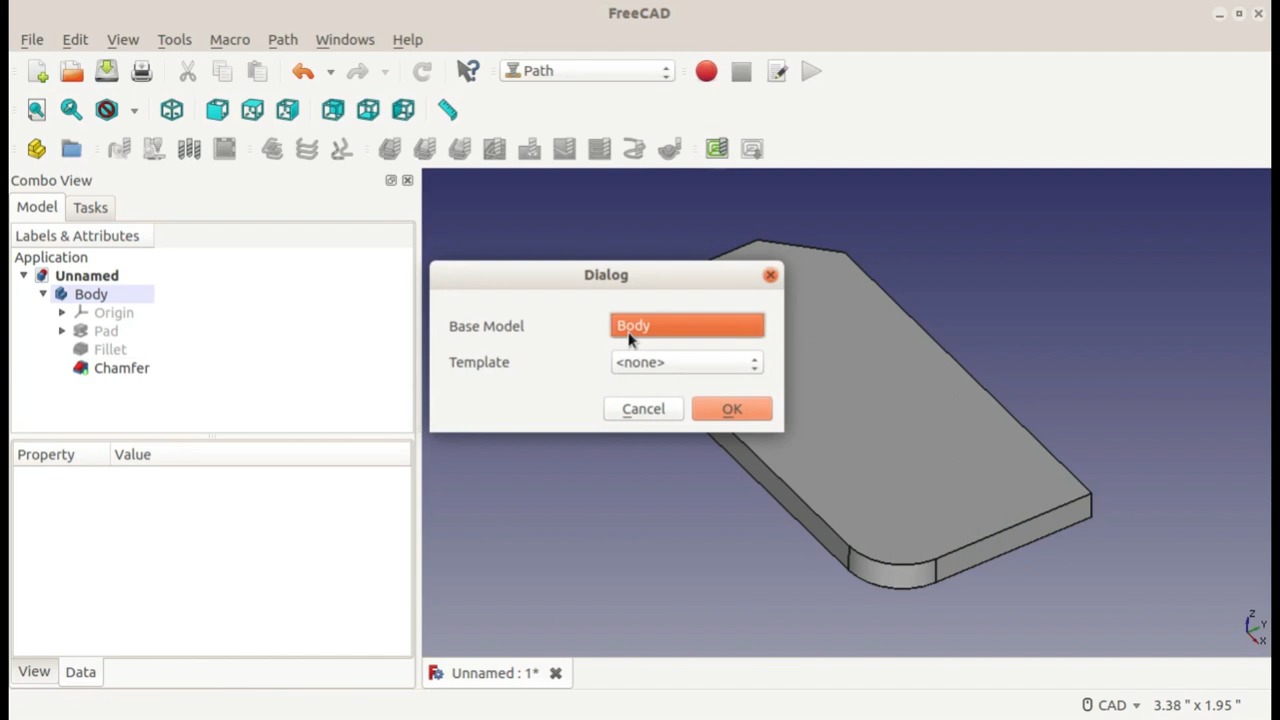 FreeCAD
File Edit View Tools Macro Path Windows Help
Path
Combo View
Model Tasks
Labels & Attributes
Application
Unnamed
Body
Origin
Pad
Fillet
Chamfer
Dialog
Base Model Body
Template <none>
Cancel OK
Property Value
Z
Y
X
View Data
Unnamed : 1*
CAD 3.38 " x 1.95 "